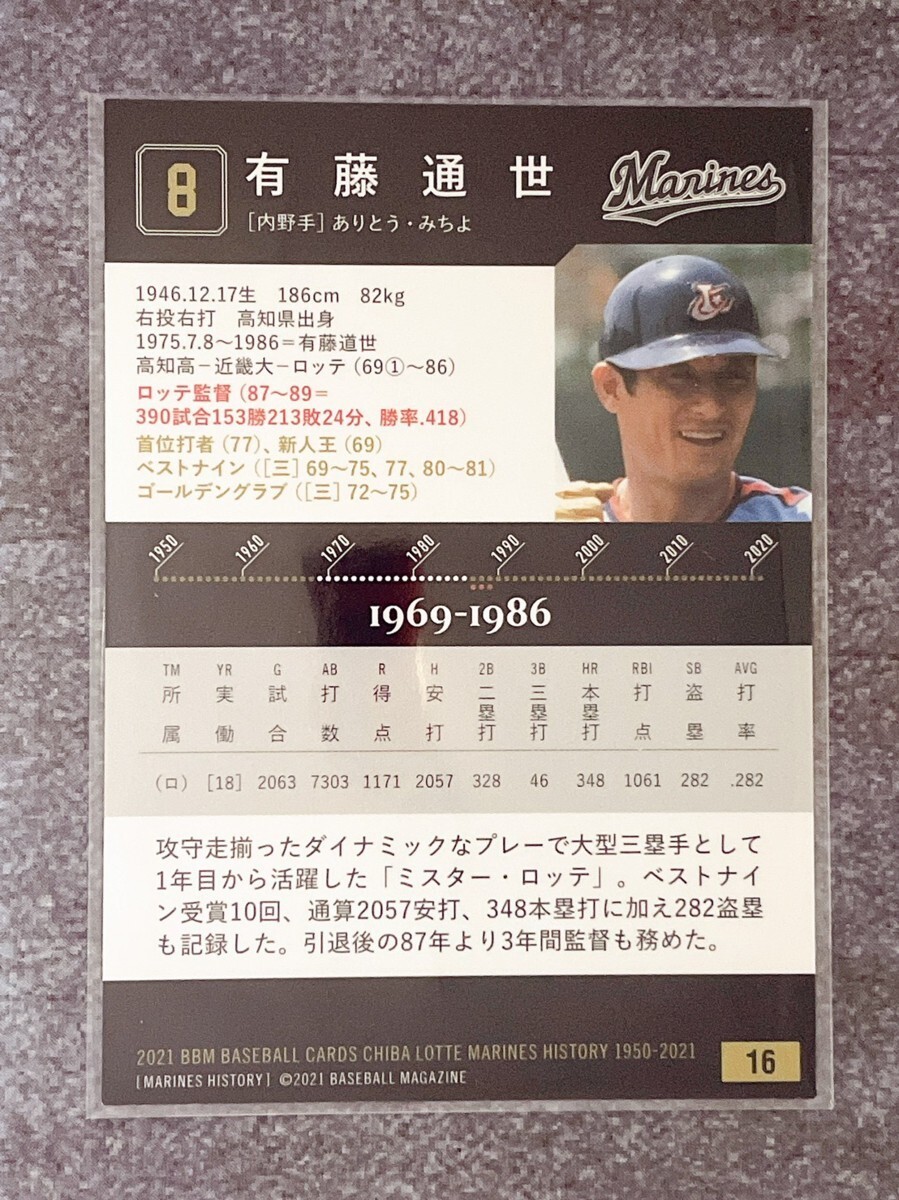 8
有藤通世
[内野手] ありとう・みちよ
Marines
1946.12.17生　186cm　82kg
右投右打　高知県出身
1975.7.8〜1986＝有藤道世
高知高－近畿大－ロッテ（69①〜86）
ロッテ監督（87〜89＝
390試合153勝213敗24分、勝率.418）
首位打者（77）、新人王（69）
ベストナイン（[三] 69〜75、77、80〜81）
ゴールデングラブ（[三] 72〜75）
1950 1960 1970 1980 1990 2000 2010 2020
1969-1986
TM YR G AB R H 2B 3B HR RBI SB AVG
所属 実働 試合 打数 得点 安打 二塁打 三塁打 本塁打 打点 盗塁 打率
（ロ） [18] 2063 7303 1171 2057 328 46 348 1061 282 .282
攻守走揃ったダイナミックなプレーで大型三塁手として
1年目から活躍した「ミスター・ロッテ」。ベストナイ
ン受賞10回、通算2057安打、348本塁打に加え282盗塁
も記録した。引退後の87年より3年間監督も務めた。
2021 BBM BASEBALL CARDS CHIBA LOTTE MARINES HISTORY 1950-2021
[MARINES HISTORY] ©2021 BASEBALL MAGAZINE
16